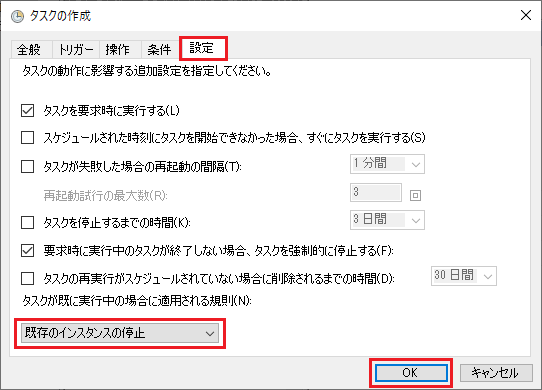 タスクの作成
全般 トリガー 操作 条件 設定
タスクの動作に影響する追加設定を指定してください。
タスクを要求時に実行する(L)
スケジュールされた時刻にタスクを開始できなかった場合、すぐにタスクを実行する(S)
タスクが失敗した場合の再起動の間隔(T): 1 分間
再起動試行の最大数(R): 3 回
タスクを停止するまでの時間(K): 3 日間
要求時に実行中のタスクが終了しない場合、タスクを強制的に停止する(F):
タスクの再実行がスケジュールされていない場合に削除されるまでの時間(D): 30 日間
タスクが既に実行中の場合に適用される規則(N):
既存のインスタンスの停止
OK キャンセル